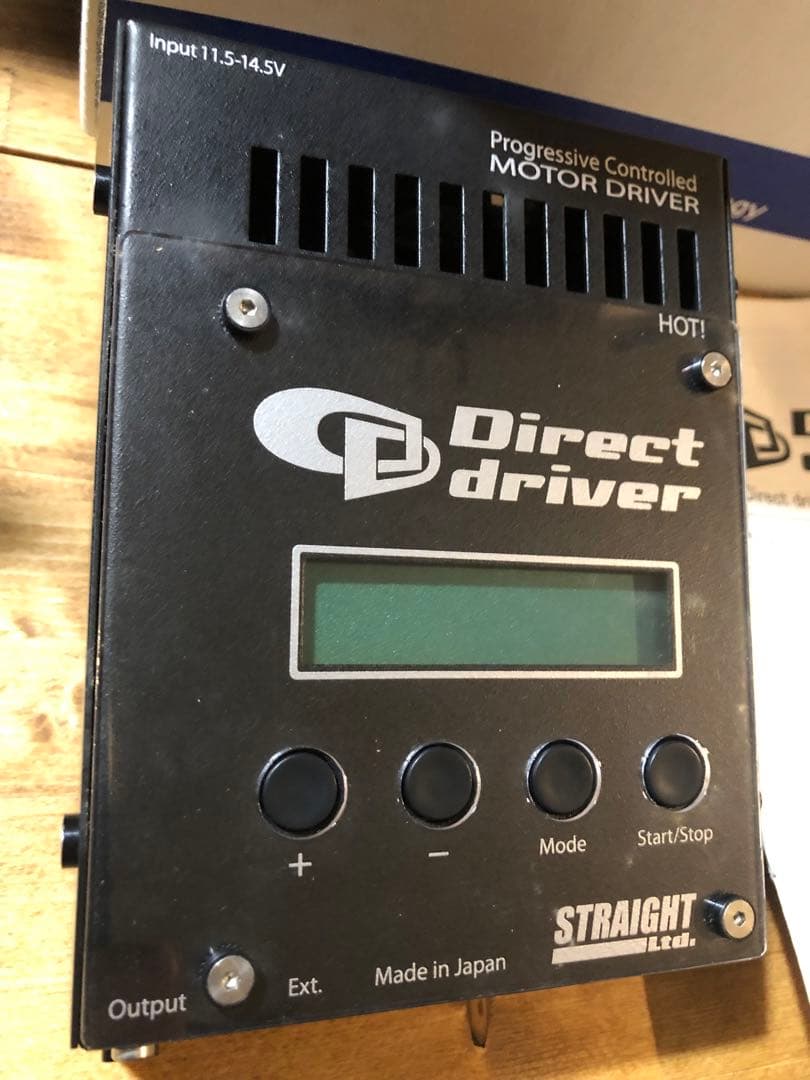 Input 11.5-14.5V
Progressive Controlled
MOTOR DRIVER
HOT!
Direct
driver
+
−
Mode
Start/Stop
STRAIGHT
Ltd.
Output
Ext.
Made in Japan